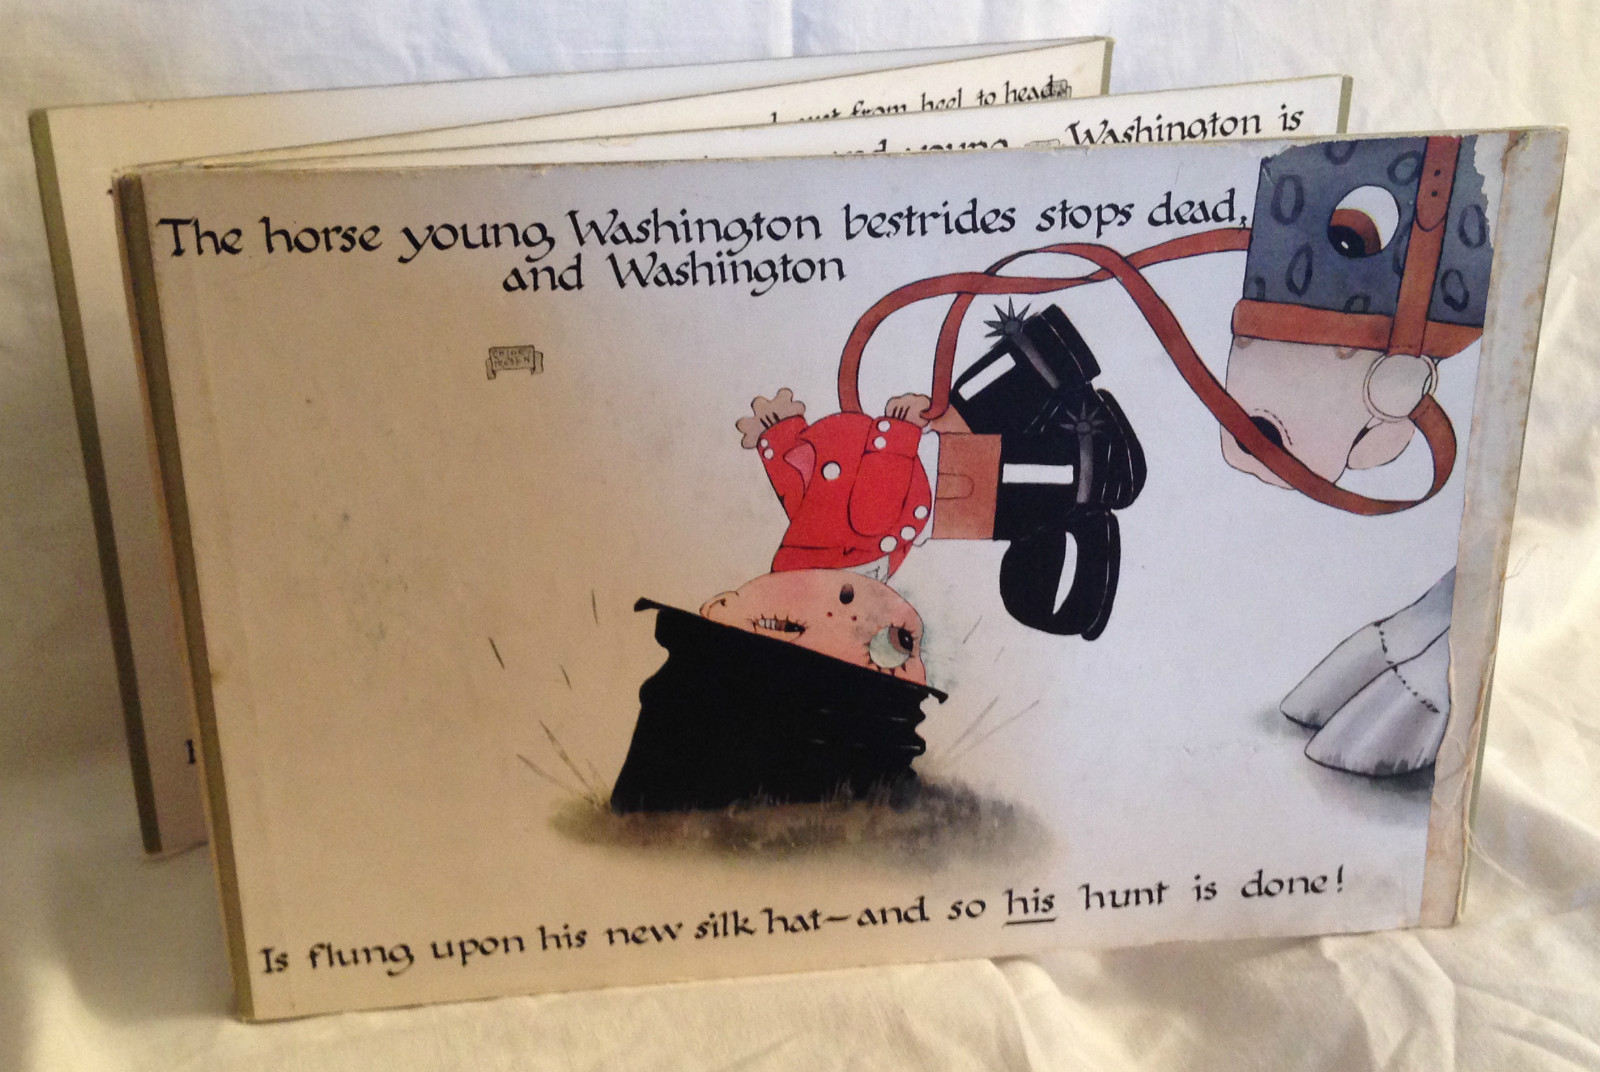 from heel to head
young Washington is
The horse young Washington bestrides stops dead,
and Washington
Is flung upon his new silk hat—and so his hunt is done!